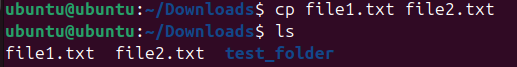 ubuntu@ubuntu:~/Downloads$ cp file1.txt file2.txt
ubuntu@ubuntu:~/Downloads$ ls
file1.txt  file2.txt  test_folder